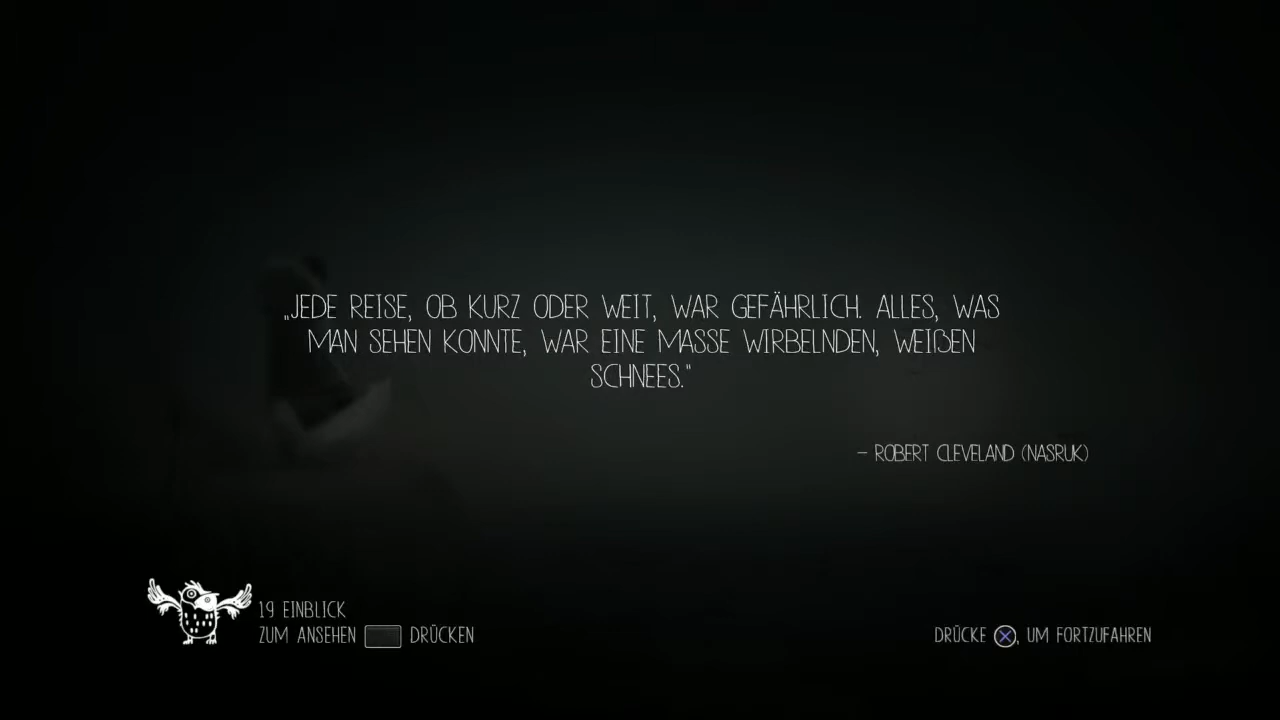 „JEDE REISE, OB KURZ ODER WEIT, WAR GEFÄHRLICH. ALLES, WAS
MAN SEHEN KONNTE, WAR EINE MASSE WIRBELNDEN, WEIßEN
SCHNEES."
– ROBERT CLEVELAND (NASRUK)
19 EINBLICK
ZUM ANSEHEN DRÜCKEN
DRÜCKE , UM FORTZUFAHREN